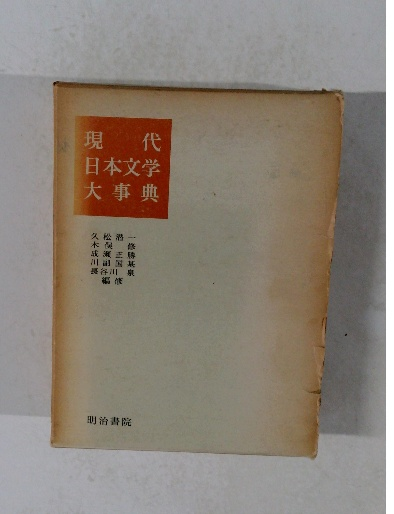 現代
日本文学
大事典
久松潜一
木俣修
成瀬正勝
川副国基
長谷川泉
編修
明治書院